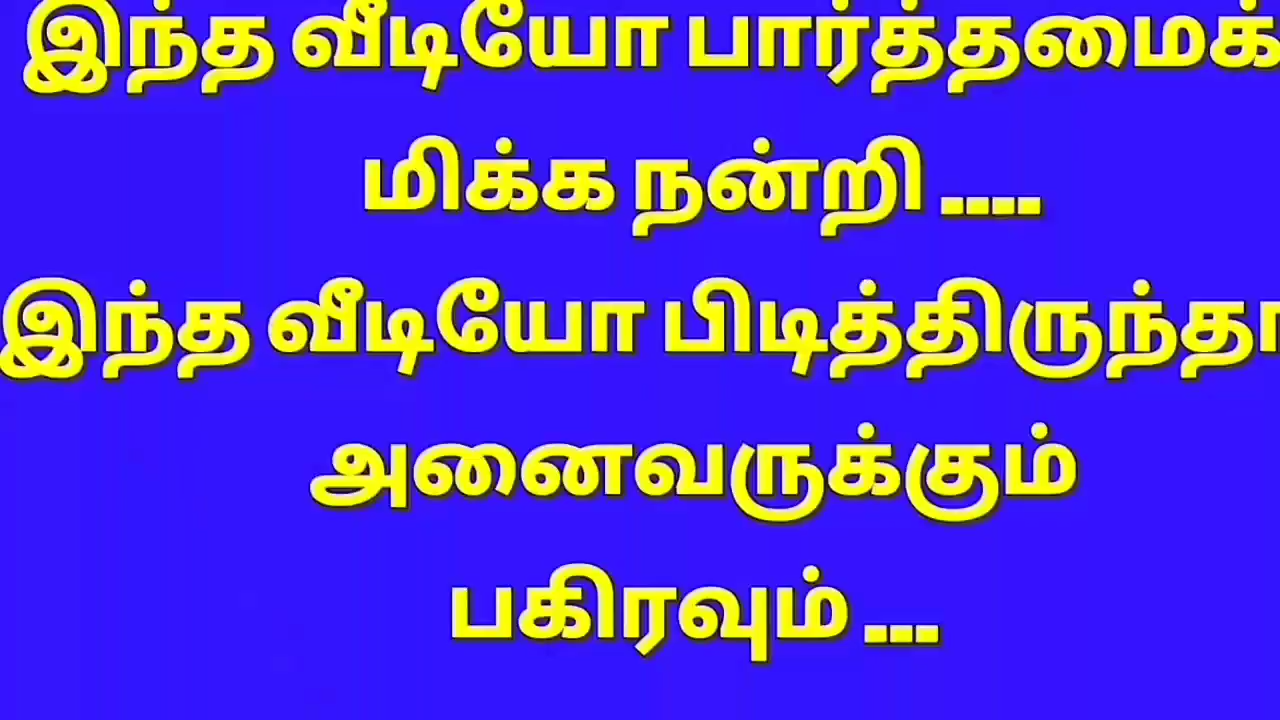 இந்த வீடியோ பார்த்தமைக்
மிக்க நன்றி ....
இந்த வீடியோ பிடித்திருந்தா
அனைவருக்கும்
பகிரவும் ...